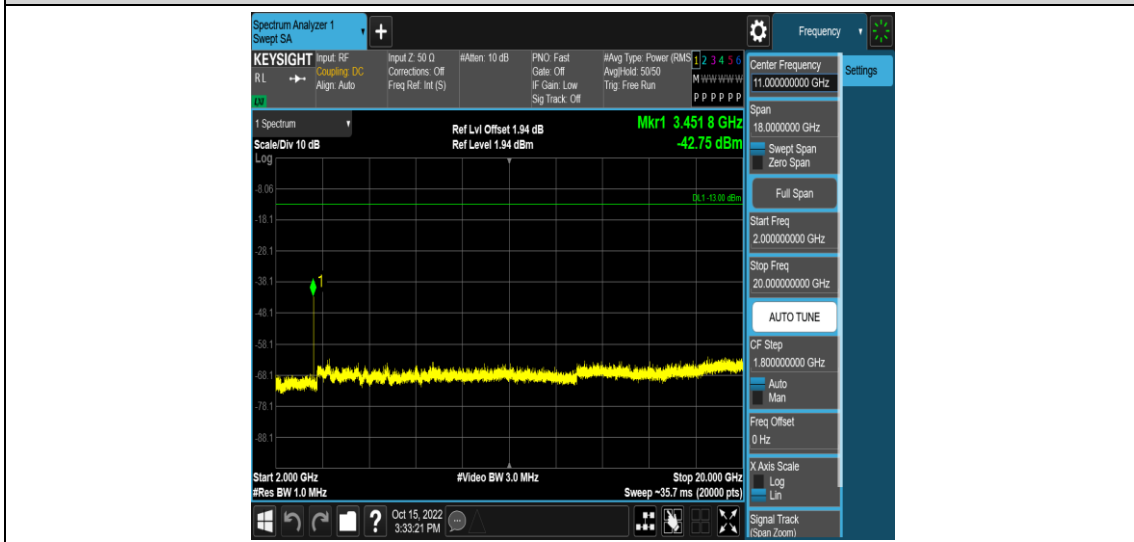 Spectrum Analyzer 1
Swept SA
+
Frequency
KEYSIGHT
RL
LM
Input: RF
Coupling: DC
Align: Auto
Input Z: 50 Ω
Corrections: Off
Freq Ref: Int (S)
#Atten: 10 dB
PNO: Fast
Gate: Off
IF Gain: Low
Sig Track: Off
#Avg Type: Power (RMS
Avg|Hold: 50/50
Trig: Free Run
1 2 3 4 5 6
M W W W W W
P P P P P P
1 Spectrum
Scale/Div 10 dB
Log
Ref Lvl Offset 1.94 dB
Ref Level 1.94 dBm
Mkr1 3.451 8 GHz
-42.75 dBm
-8.06
DL1 -13.00 dBm
-18.1
-28.1
-38.1
1
-48.1
-58.1
-68.1
-78.1
-88.1
Start 2.000 GHz
#Res BW 1.0 MHz
#Video BW 3.0 MHz
Stop 20.000 GHz
Sweep ~35.7 ms (20000 pts)
?
Oct 15, 2022
3:33:21 PM
Center Frequency
11.000000000 GHz
Settings
Span
18.0000000 GHz
Swept Span
Zero Span
Full Span
Start Freq
2.000000000 GHz
Stop Freq
20.000000000 GHz
AUTO TUNE
CF Step
1.800000000 GHz
Auto
Man
Freq Offset
0 Hz
X Axis Scale
Log
Lin
Signal Track
(Span Zoom)